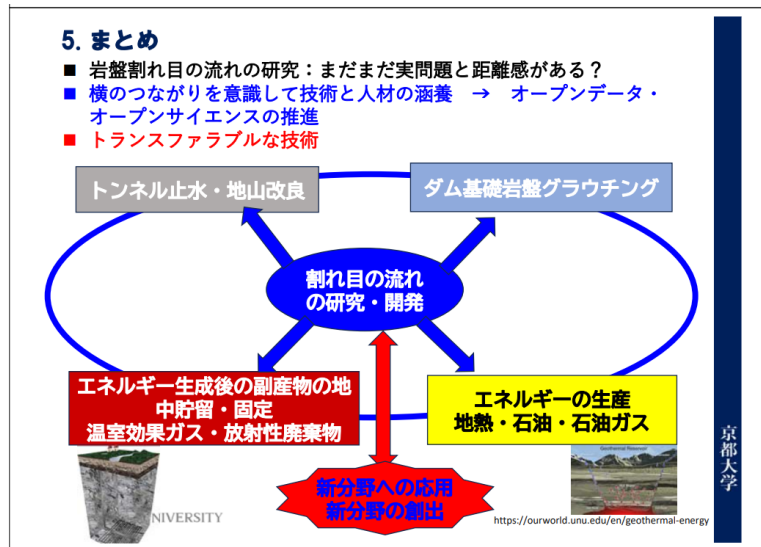 5. まとめ
■ 岩盤割れ目の流れの研究：まだまだ実問題と距離感がある？
■ 横のつながりを意識して技術と人材の涵養 → オープンデータ・
オープンサイエンスの推進
■ トランスファラブルな技術
トンネル止水・地山改良
ダム基礎岩盤グラウチング
割れ目の流れ
の研究・開発
エネルギー生成後の副産物の地
中貯留・固定
温室効果ガス・放射性廃棄物
エネルギーの生産
地熱・石油・石油ガス
新分野への応用
新分野の創出
NIVERSITY
Geothermal Reservoir
https://ourworld.unu.edu/en/geothermal-energy
京都大学